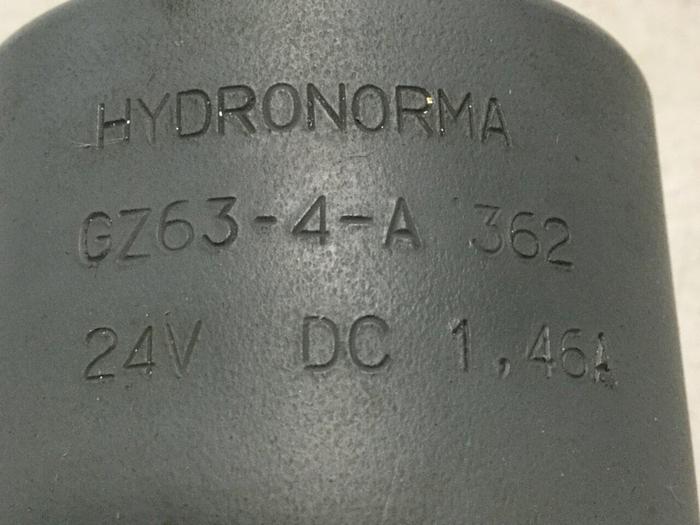 HYDRONORMA
GZ63-4-A 362
24V DC 1,46A